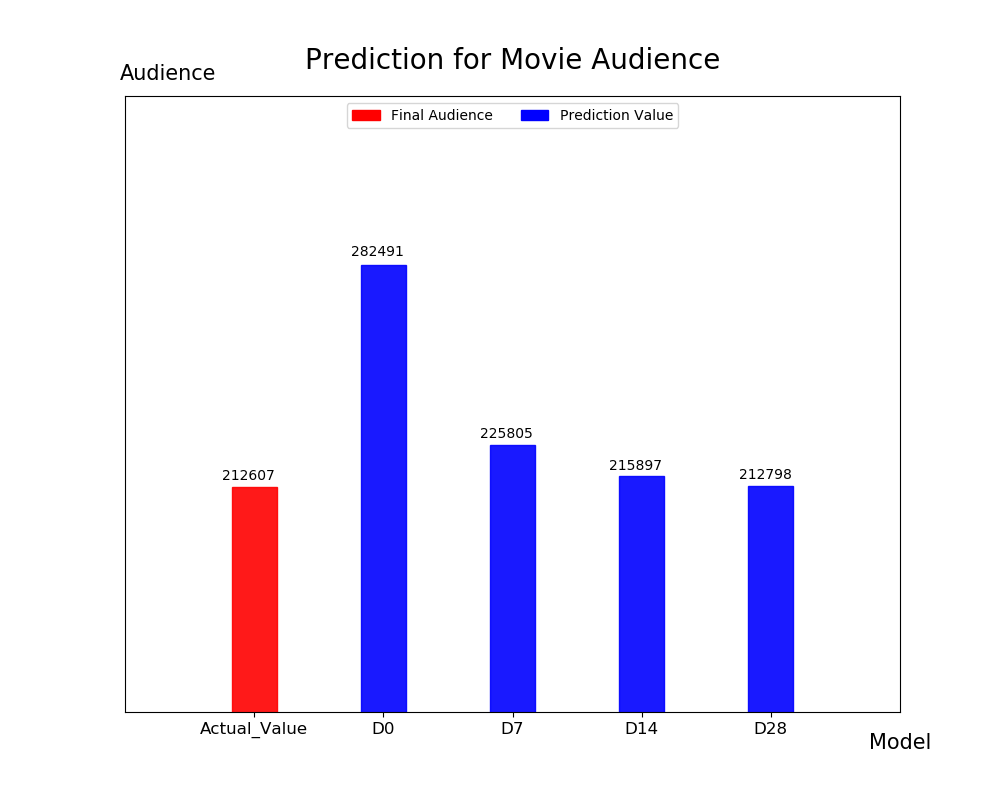 Prediction for Movie Audience
Audience
Final Audience
Prediction Value
282491
225805
215897
212607
212798
Actual_Value
D0
D7
D14
D28
Model